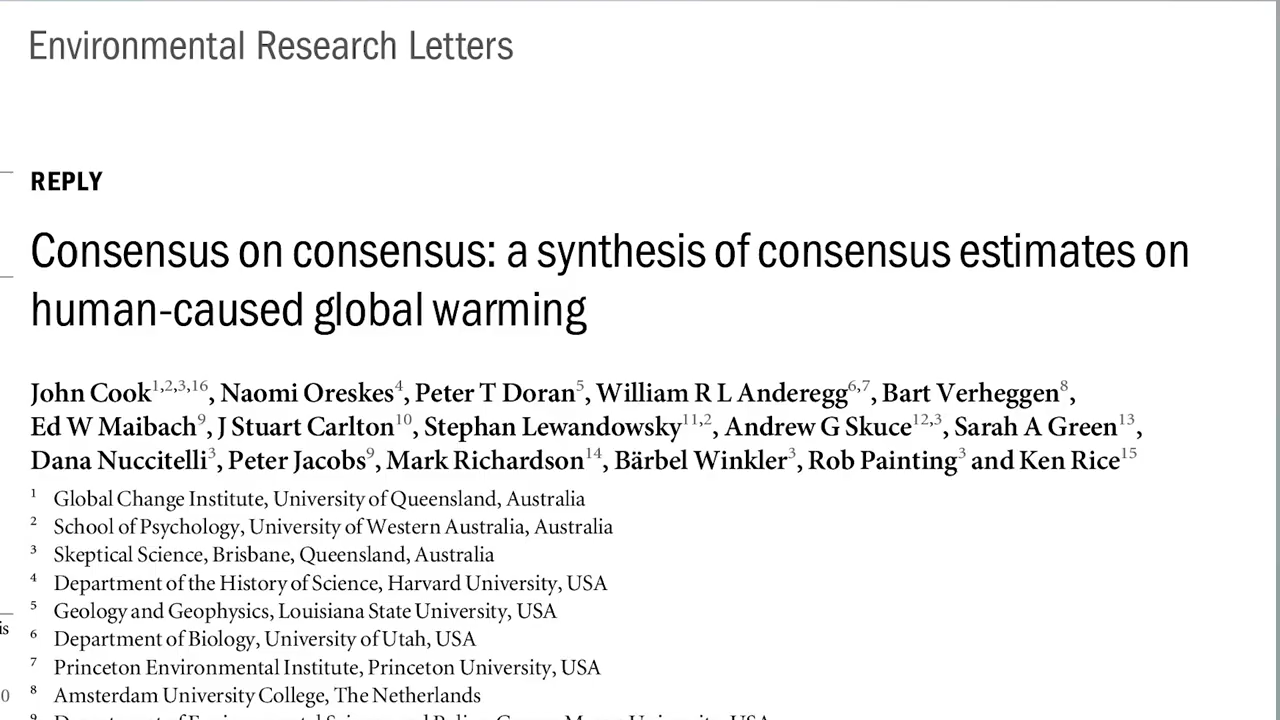 Environmental Research Letters
REPLY
Consensus on consensus: a synthesis of consensus estimates on
human-caused global warming
John Cook1,2,3,16, Naomi Oreskes4, Peter T Doran5, William R L Anderegg6,7, Bart Verheggen8,
Ed W Maibach9, J Stuart Carlton10, Stephan Lewandowsky11,2, Andrew G Skuce12,3, Sarah A Green13,
Dana Nuccitelli3, Peter Jacobs9, Mark Richardson14, Bärbel Winkler3, Rob Painting3 and Ken Rice15
1 Global Change Institute, University of Queensland, Australia
2 School of Psychology, University of Western Australia, Australia
3 Skeptical Science, Brisbane, Queensland, Australia
4 Department of the History of Science, Harvard University, USA
5 Geology and Geophysics, Louisiana State University, USA
is
6 Department of Biology, University of Utah, USA
7 Princeton Environmental Institute, Princeton University, USA
0
8 Amsterdam University College, The Netherlands